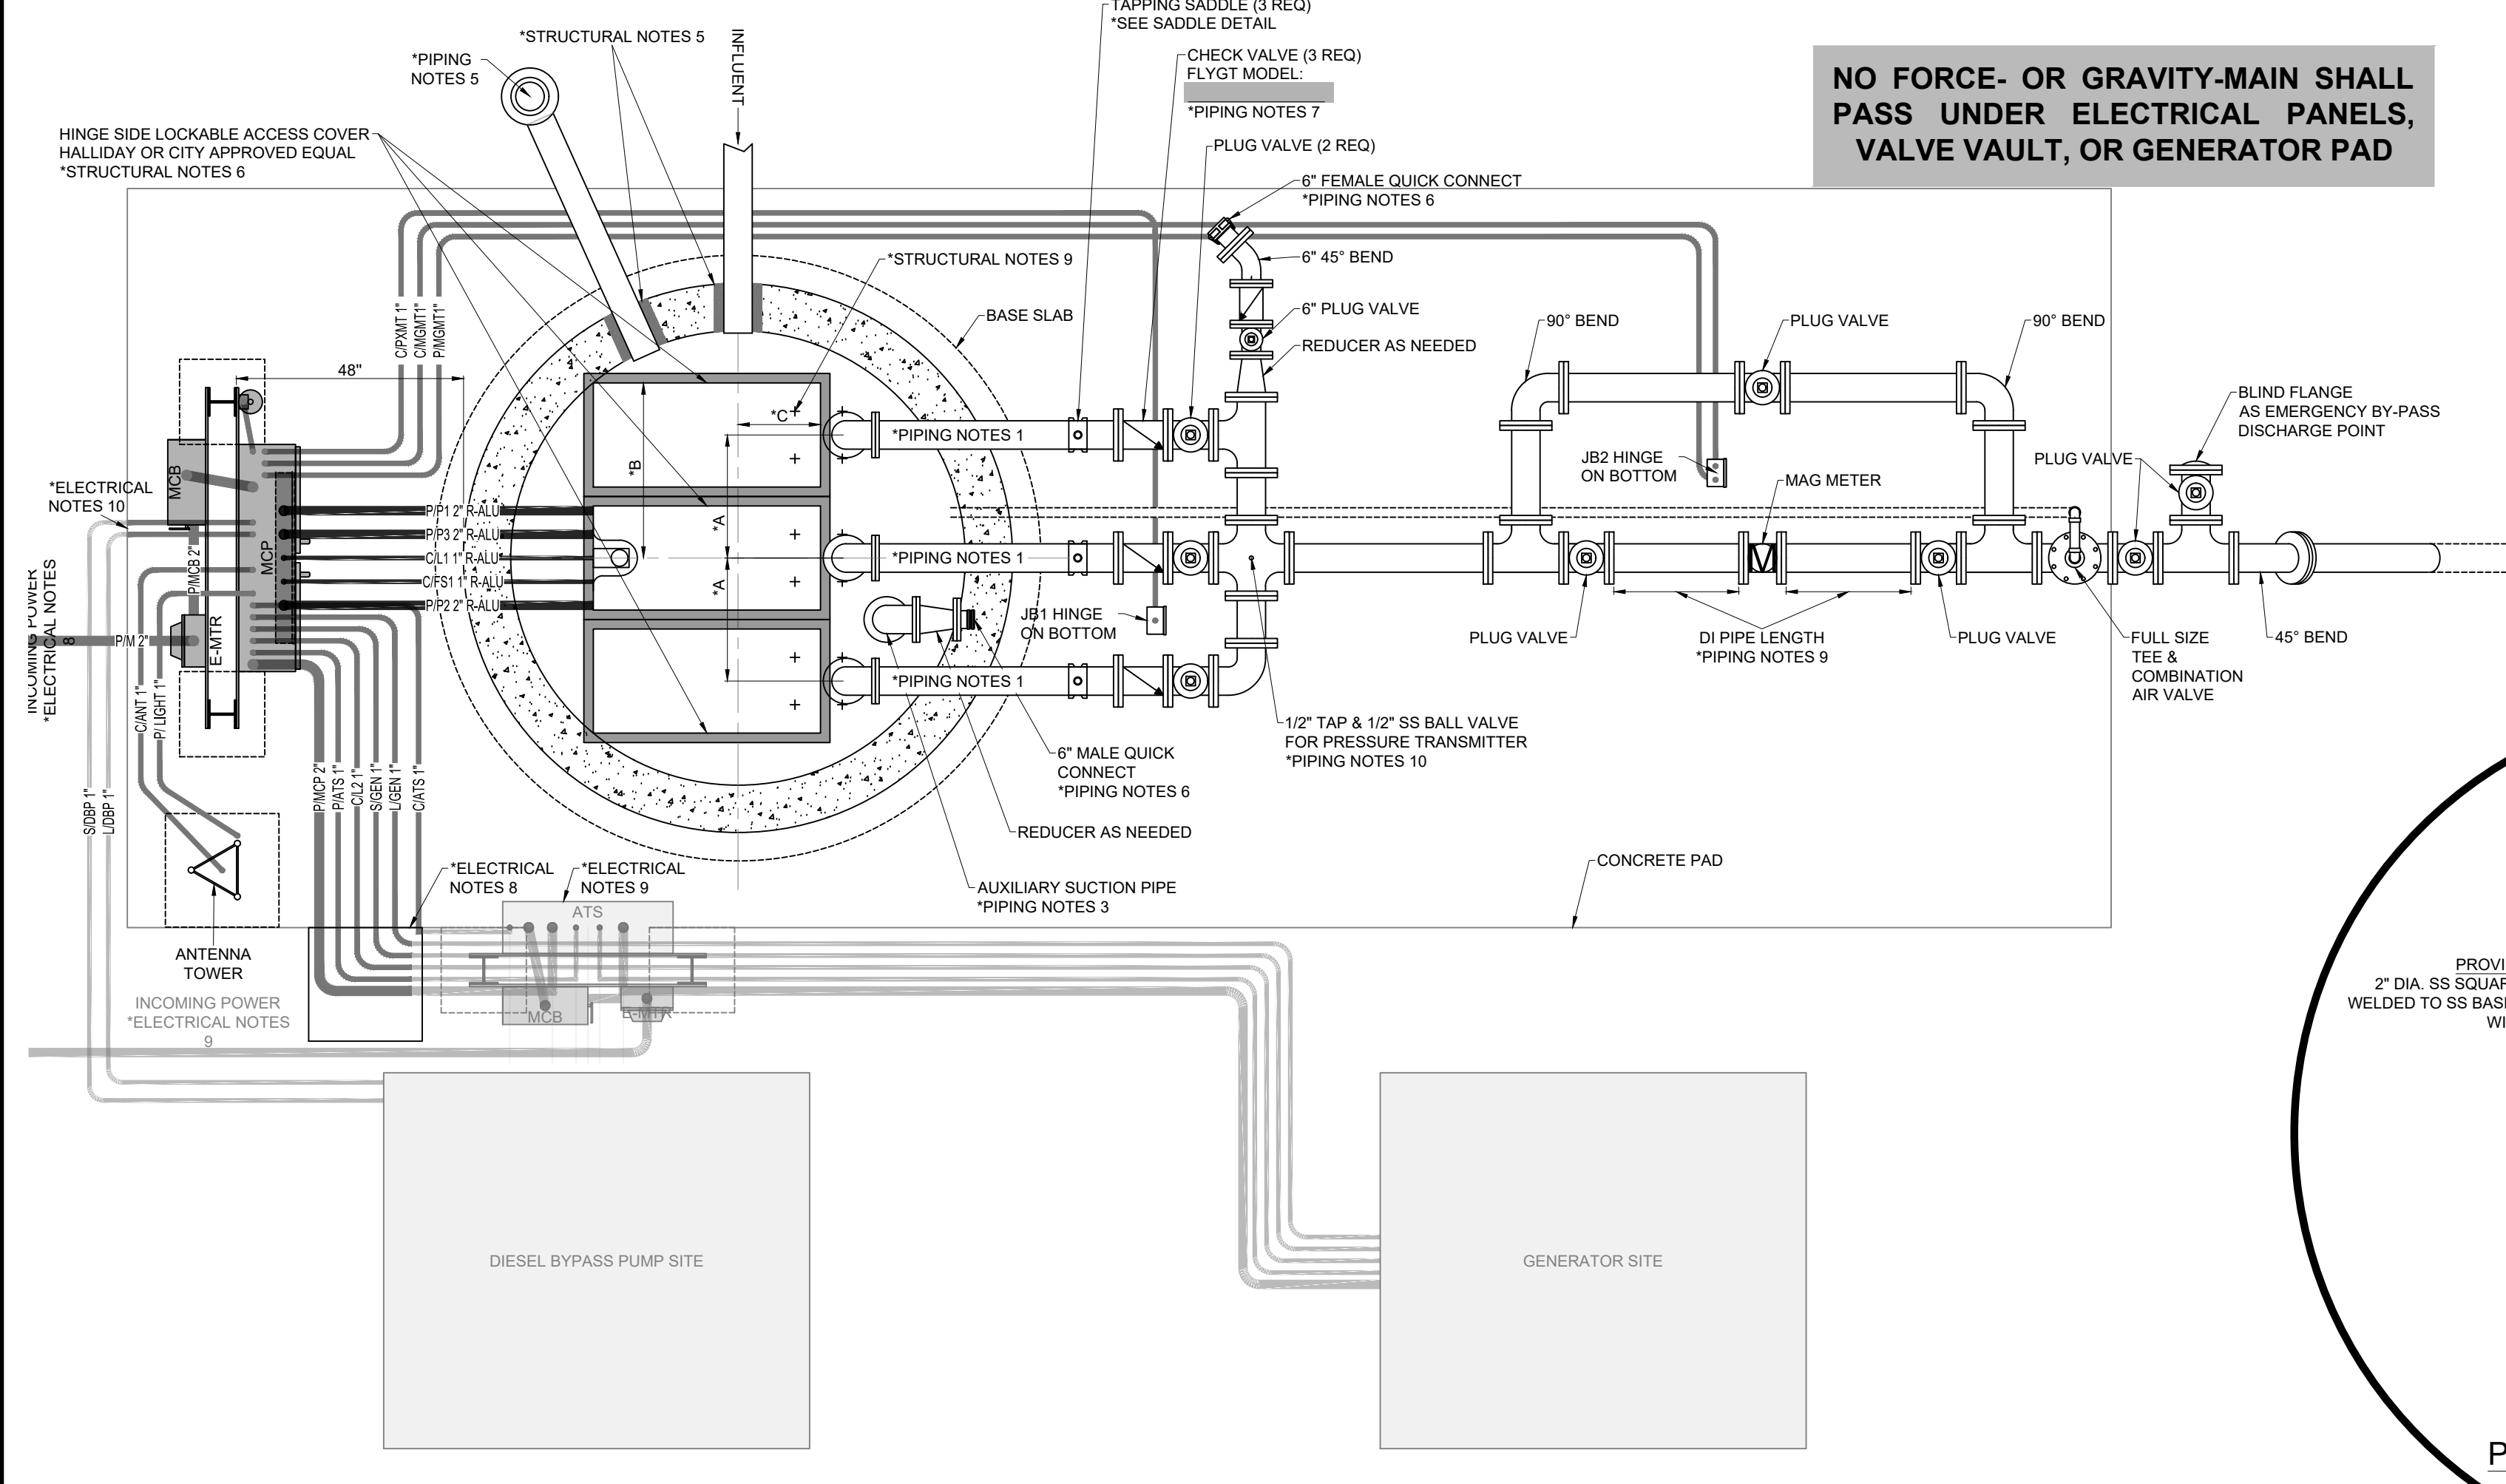 TAPPING SADDLE (3 REQ)
*SEE SADDLE DETAIL
*STRUCTURAL NOTES 5
INFLUENT
*PIPING
NOTES 5
CHECK VALVE (3 REQ)
FLYGT MODEL:
*PIPING NOTES 7
NO FORCE- OR GRAVITY-MAIN SHALL
PASS UNDER ELECTRICAL PANELS,
VALVE VAULT, OR GENERATOR PAD
HINGE SIDE LOCKABLE ACCESS COVER
HALLIDAY OR CITY APPROVED EQUAL
*STRUCTURAL NOTES 6
PLUG VALVE (2 REQ)
6" FEMALE QUICK CONNECT
*PIPING NOTES 6
*STRUCTURAL NOTES 9
6" 45° BEND
BASE SLAB
6" PLUG VALVE
REDUCER AS NEEDED
90° BEND
PLUG VALVE
90° BEND
C/PXMT 1"
C/MGMT1"
P/MGMT1"
48"
BLIND FLANGE
AS EMERGENCY BY-PASS
DISCHARGE POINT
*C
*B
*A
*A
*PIPING NOTES 1
*PIPING NOTES 1
*PIPING NOTES 1
JB2 HINGE
ON BOTTOM
MAG METER
PLUG VALVE
*ELECTRICAL
NOTES 10
MCB
MCP
E-MTR
P/MCB 2"
P/P1 2" R-ALU
P/P3 2" R-ALU
C/L1 1" R-ALU
C/FS1 1" R-ALU
P/P2 2" R-ALU
INCOMING POWER
*ELECTRICAL NOTES
8
P/M 2"
JB1 HINGE
ON BOTTOM
PLUG VALVE
DI PIPE LENGTH
*PIPING NOTES 9
PLUG VALVE
FULL SIZE
TEE &
COMBINATION
AIR VALVE
45° BEND
C/ANT 1"
P/LIGHT 1"
S/DBP 1"
L/DBP 1"
P/MCP 2"
P/ATS 1"
C/L2 1"
S/GEN 1"
L/GEN 1"
C/ATS 1"
1/2" TAP & 1/2" SS BALL VALVE
FOR PRESSURE TRANSMITTER
*PIPING NOTES 10
6" MALE QUICK
CONNECT
*PIPING NOTES 6
REDUCER AS NEEDED
AUXILIARY SUCTION PIPE
*PIPING NOTES 3
CONCRETE PAD
*ELECTRICAL
NOTES 8
*ELECTRICAL
NOTES 9
ATS
MCB
E-MTR
ANTENNA
TOWER
INCOMING POWER
*ELECTRICAL NOTES
9
PROVI
2" DIA. SS SQUAR
WELDED TO SS BASE
WI
DIESEL BYPASS PUMP SITE
GENERATOR SITE
P